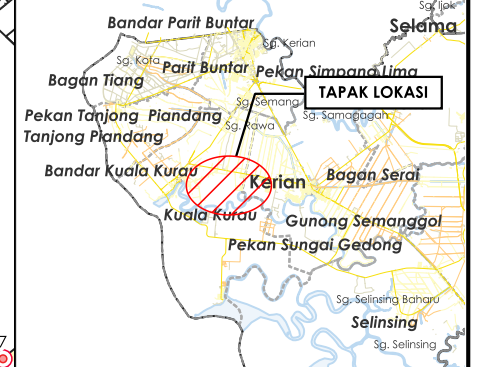 Sg. Ijok
Bandar Parit Buntar
Selama
Sg. Kerian
Sg. Kota
Parit Buntar
Pekan Simpang Lima
Bagan Tiang
TAPAK LOKASI
Sg. Semang
Pekan Tanjong Piandang
Sg. Samagagah
Sg. Rawa
Tanjong Piandang
Bandar Kuala Kurau
Bagan Serai
Kerian
Kuala Kurau
Gunong Semanggol
Pekan Sungai Gedong
Sg. Selinsing Baharu
Selinsing
Sg. Selinsing